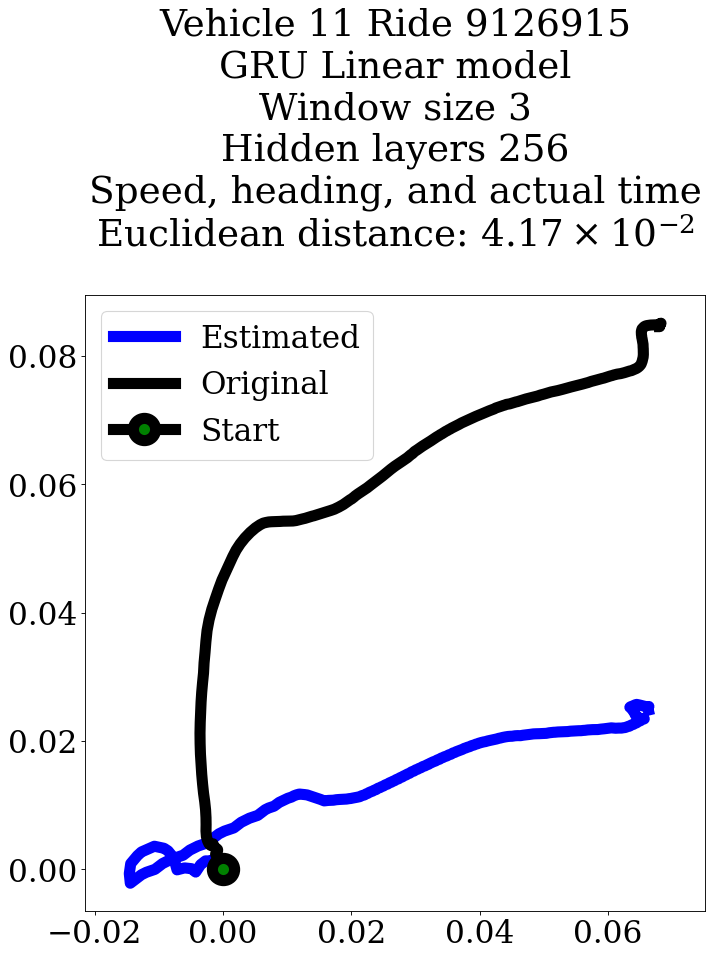 Vehicle 11 Ride 9126915
GRU Linear model
Window size 3
Hidden layers 256
Speed, heading, and actual time
Euclidean distance: 4.17 × 10⁻²
Estimated
Original
Start
0.08
0.06
0.04
0.02
0.00
−0.02 0.00 0.02 0.04 0.06